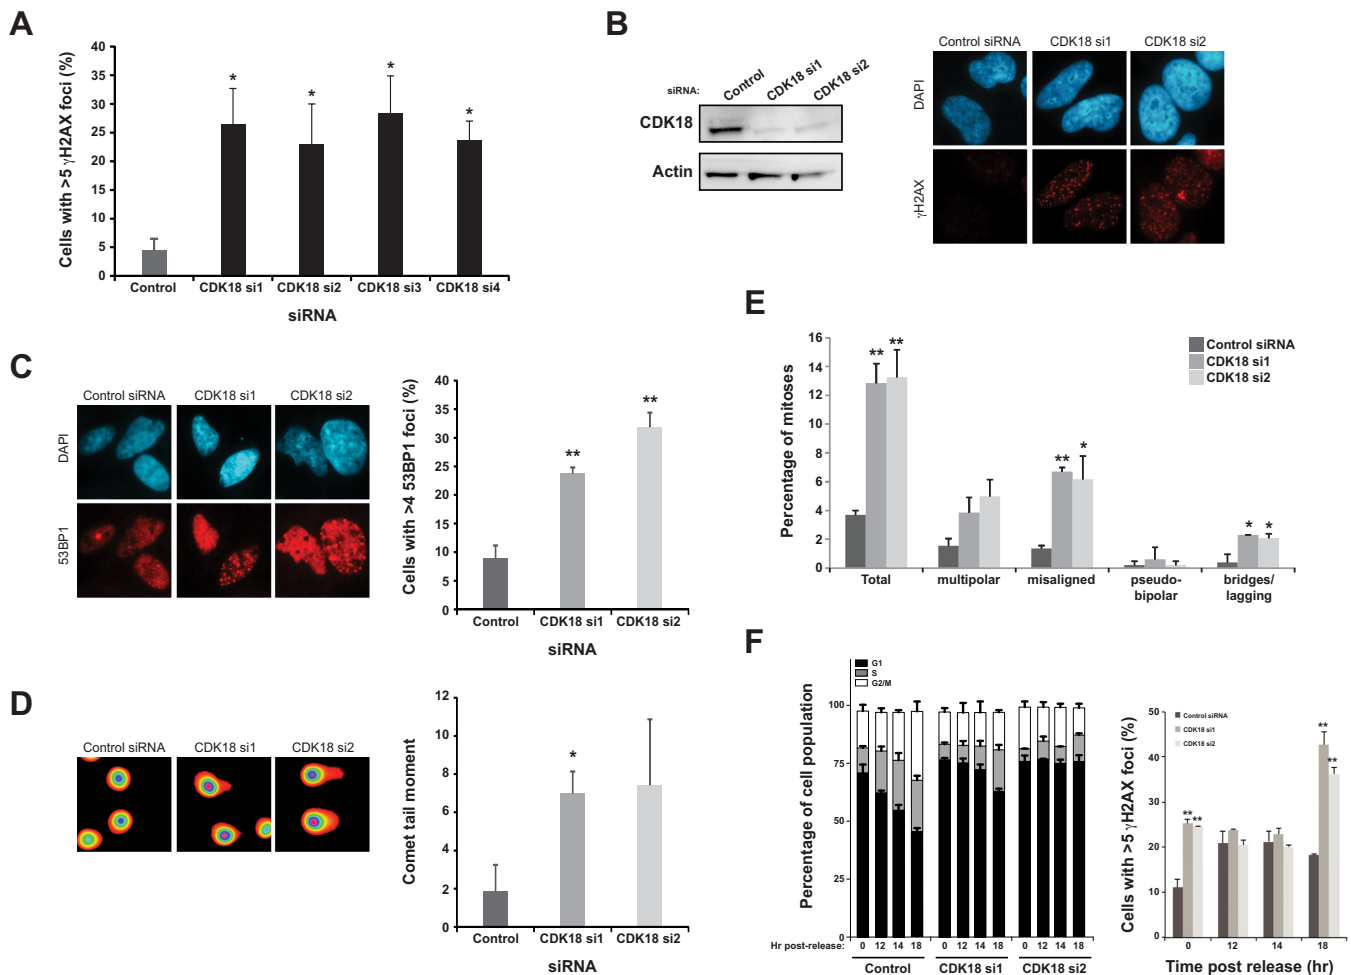 A
Cells with >5 γH2AX foci (%)
40
35
30
25
20
15
10
5
0
* * * *
Control CDK18 si1 CDK18 si2 CDK18 si3 CDK18 si4
siRNA
B
siRNA: Control CDK18 si1 CDK18 si2
CDK18
Actin
Control siRNA CDK18 si1 CDK18 si2
DAPI
γH2AX
C
Control siRNA CDK18 si1 CDK18 si2
DAPI
53BP1
Cells with >4 53BP1 foci (%)
40
35
30
25
20
15
10
5
0
** **
Control CDK18 si1 CDK18 si2
siRNA
D
Control siRNA CDK18 si1 CDK18 si2
Comet tail moment
12
10
8
6
4
2
0
*
Control CDK18 si1 CDK18 si2
siRNA
E
Percentage of mitoses
16
14
12
10
8
6
4
2
0
Control siRNA
CDK18 si1
CDK18 si2
** ** ** * * *
Total multipolar misaligned pseudo-bipolar bridges/lagging
F
G1
S
G2/M
Percentage of cell population
100
75
50
25
0
Hr post-release: 0 12 14 18 0 12 14 18 0 12 14 18
Control CDK18 si1 CDK18 si2
Cells with >5 γH2AX foci (%)
50
40
30
20
10
0
Control siRNA
CDK18 si1
CDK18 si2
** ** ** **
0 12 14 18
Time post release (hr)